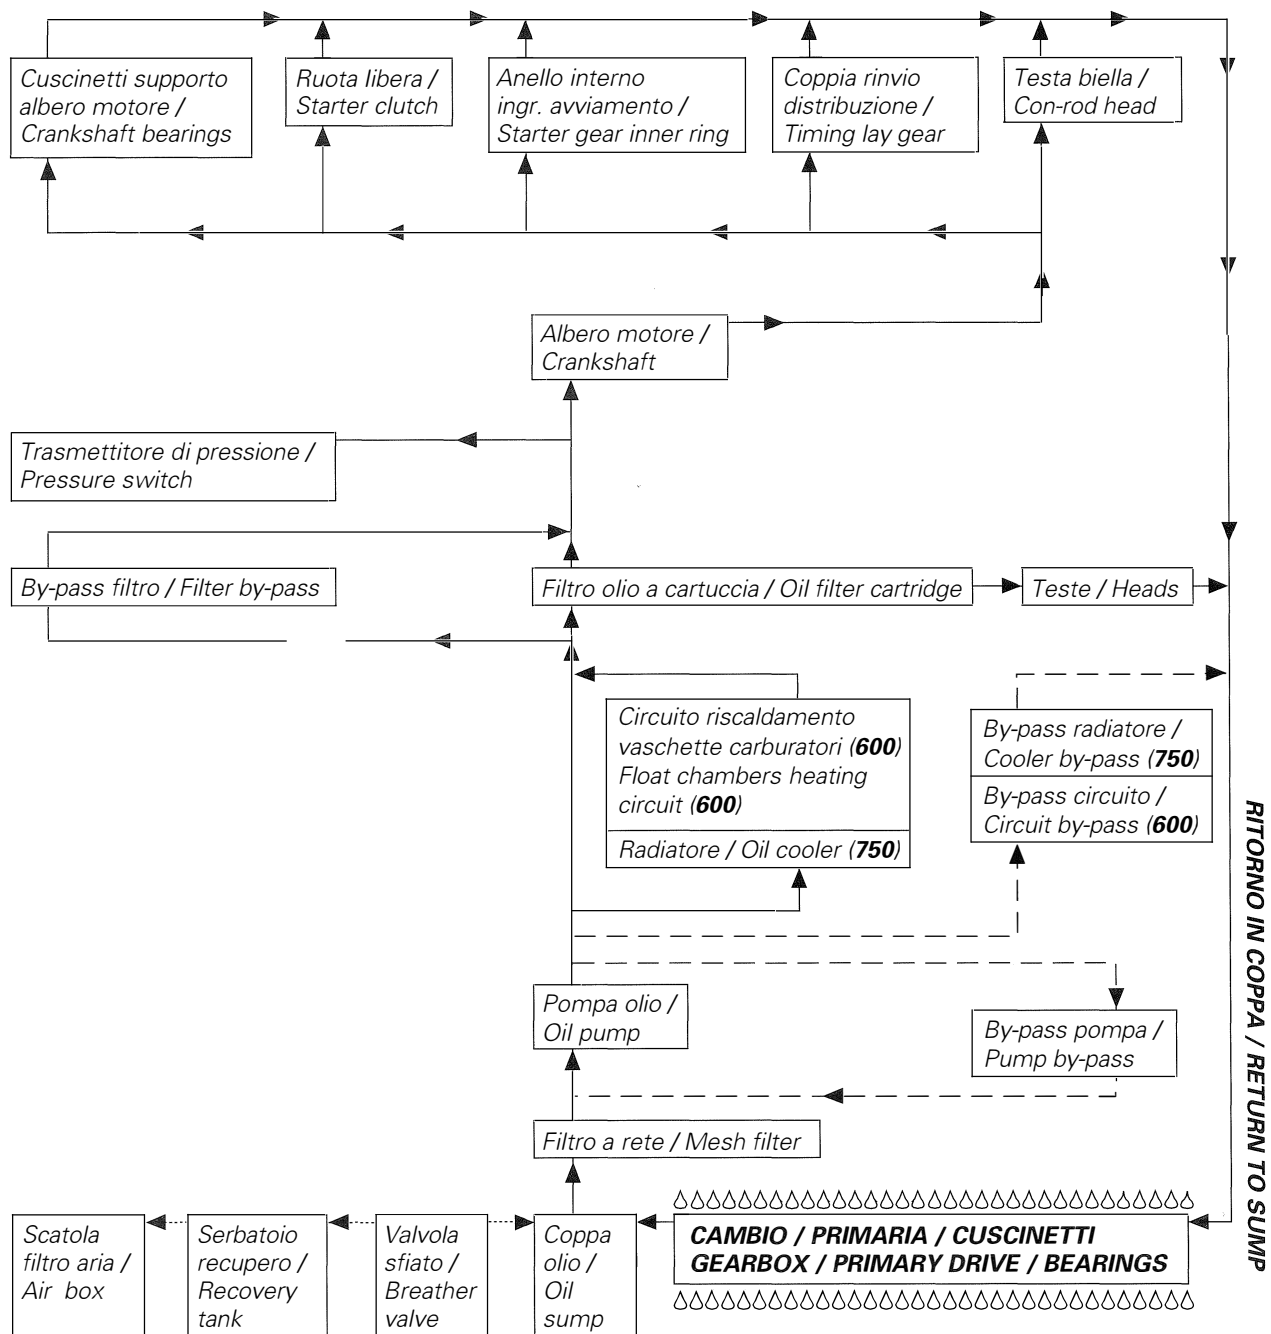 Cuscinetti supporto
albero motore /
Crankshaft bearings
Ruota libera /
Starter clutch
Anello interno
ingr. avviamento /
Starter gear inner ring
Coppia rinvio
distribuzione /
Timing lay gear
Testa biella /
Con-rod head
Albero motore /
Crankshaft
Trasmettitore di pressione /
Pressure switch
By-pass filtro / Filter by-pass
Filtro olio a cartuccia / Oil filter cartridge
Teste / Heads
Circuito riscaldamento
vaschette carburatori (600)
Float chambers heating
circuit (600)
Radiatore / Oil cooler (750)
By-pass radiatore /
Cooler by-pass (750)
By-pass circuito /
Circuit by-pass (600)
RITORNO IN COPPA / RETURN TO SUMP
Pompa olio /
Oil pump
By-pass pompa /
Pump by-pass
Filtro a rete / Mesh filter
Scatola
filtro aria /
Air box
Serbatoio
recupero /
Recovery
tank
Valvola
sfiato /
Breather
valve
Coppa
olio /
Oil
sump
CAMBIO / PRIMARIA / CUSCINETTI
GEARBOX / PRIMARY DRIVE / BEARINGS